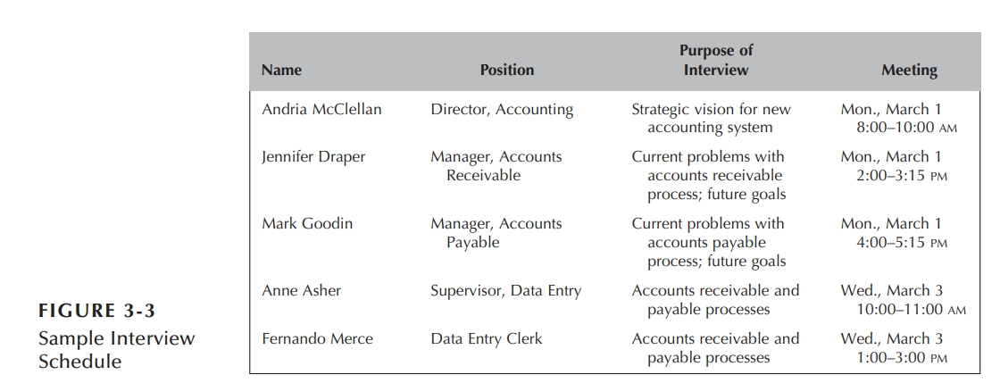 Purpose of
Name Position Interview Meeting
Andria McClellan Director, Accounting Strategic vision for new Mon., March 1
accounting system 8:00–10:00 AM
Jennifer Draper Manager, Accounts Current problems with Mon., March 1
Receivable accounts receivable 2:00–3:15 PM
process; future goals
Mark Goodin Manager, Accounts Current problems with Mon., March 1
Payable accounts payable 4:00–5:15 PM
process; future goals
Anne Asher Supervisor, Data Entry Accounts receivable and Wed., March 3
payable processes 10:00–11:00 AM
Fernando Merce Data Entry Clerk Accounts receivable and Wed., March 3
payable processes 1:00–3:00 PM
FIGURE 3-3
Sample Interview
Schedule